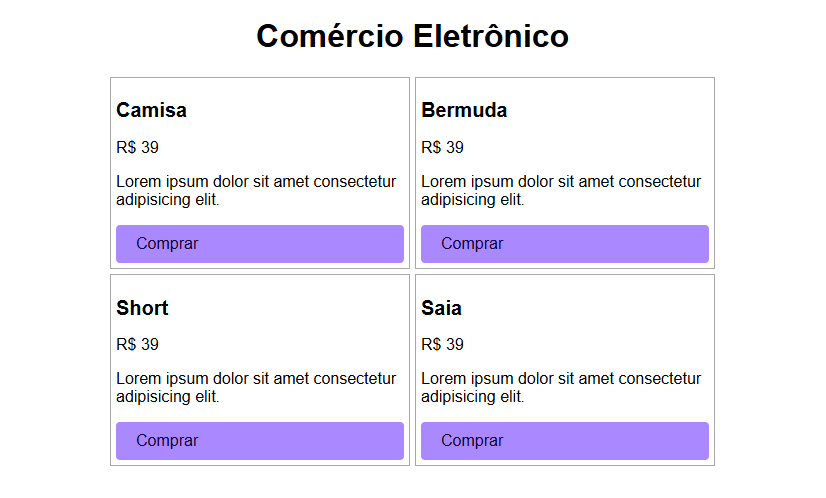 Comércio Eletrônico
Camisa
R$ 39
Lorem ipsum dolor sit amet consectetur
adipisicing elit.
Comprar
Bermuda
R$ 39
Lorem ipsum dolor sit amet consectetur
adipisicing elit.
Comprar
Short
R$ 39
Lorem ipsum dolor sit amet consectetur
adipisicing elit.
Comprar
Saia
R$ 39
Lorem ipsum dolor sit amet consectetur
adipisicing elit.
Comprar